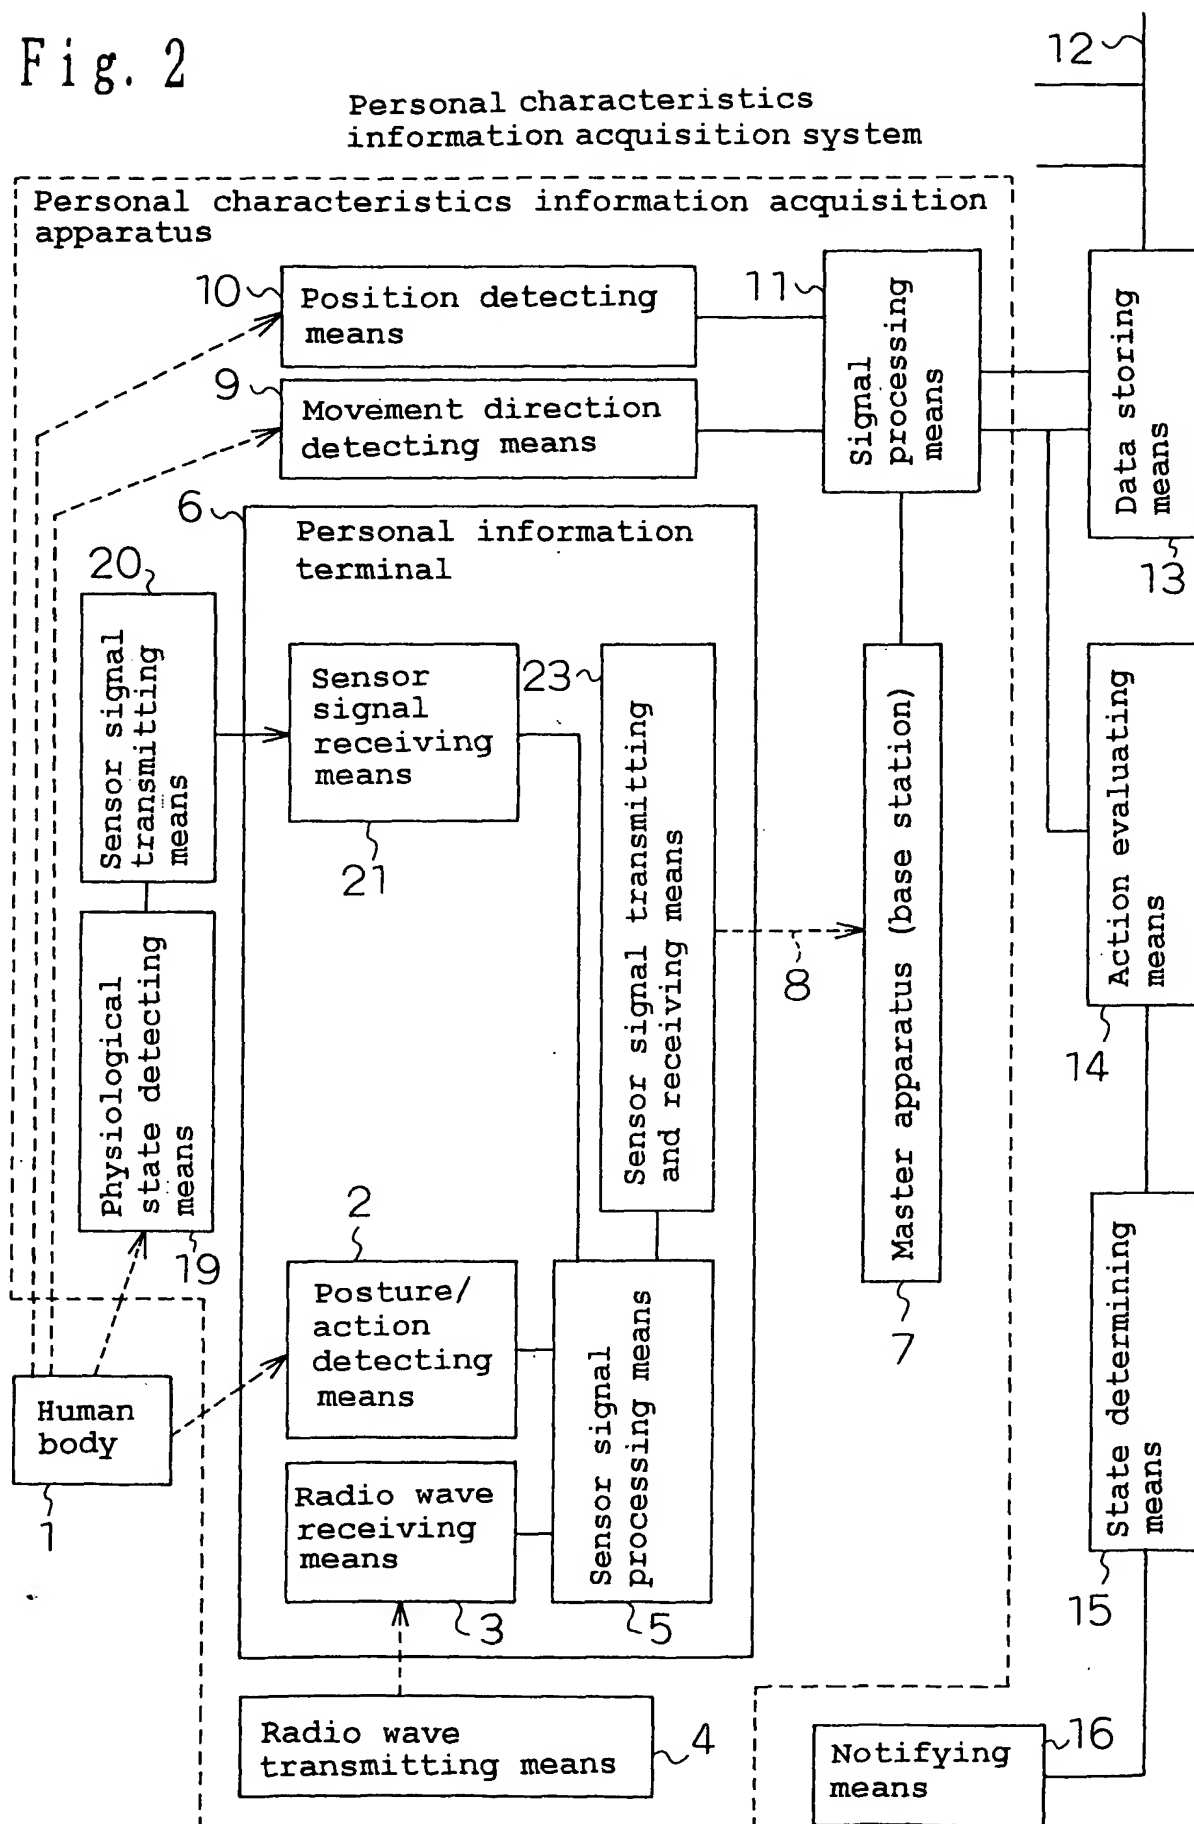 Fig. 2
12
Personal characteristics
information acquisition system
Personal characteristics information acquisition
apparatus
10
Position detecting
means
11
Signal
processing
means
Data storing
means
13
9
Movement direction
detecting means
6
Personal information
terminal
20
Sensor signal
transmitting
means
Sensor
signal
receiving
means
21
23
Sensor signal transmitting
and receiving means
8
Master apparatus (base station)
7
Action evaluating
means
14
Physiological
state detecting
means
19
2
Posture/
action
detecting
means
Sensor signal
processing means
5
State determining
means
15
Human
body
1
Radio wave
receiving
means
3
Radio wave
transmitting means
4
Notifying
means
16